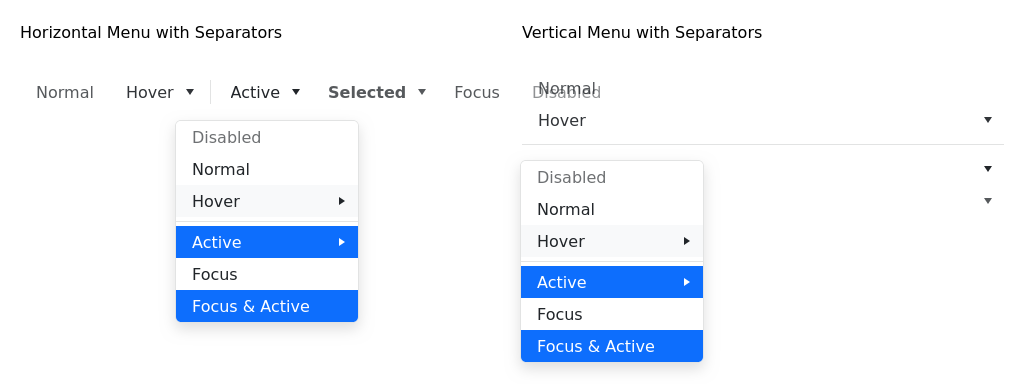 Horizontal Menu with Separators
Normal Hover Active Selected Focus Disabled
Disabled
Normal
Hover
Active
Focus
Focus & Active
Vertical Menu with Separators
Normal
Hover
Disabled
Normal
Hover
Active
Focus
Focus & Active